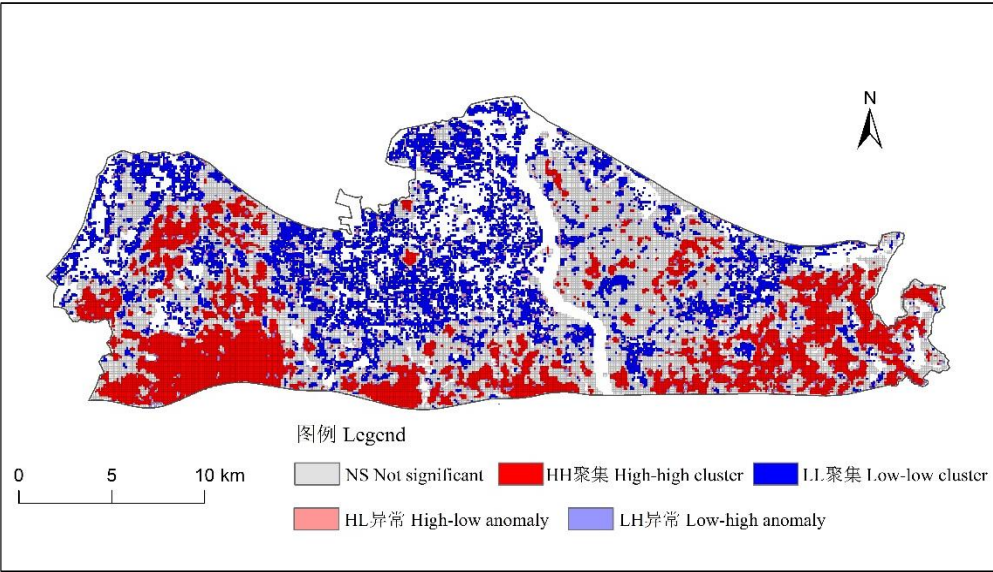 N
图例 Legend
0 5 10 km
NS Not significant HH聚集 High-high cluster LL聚集 Low-low cluster
HL异常 High-low anomaly LH异常 Low-high anomaly